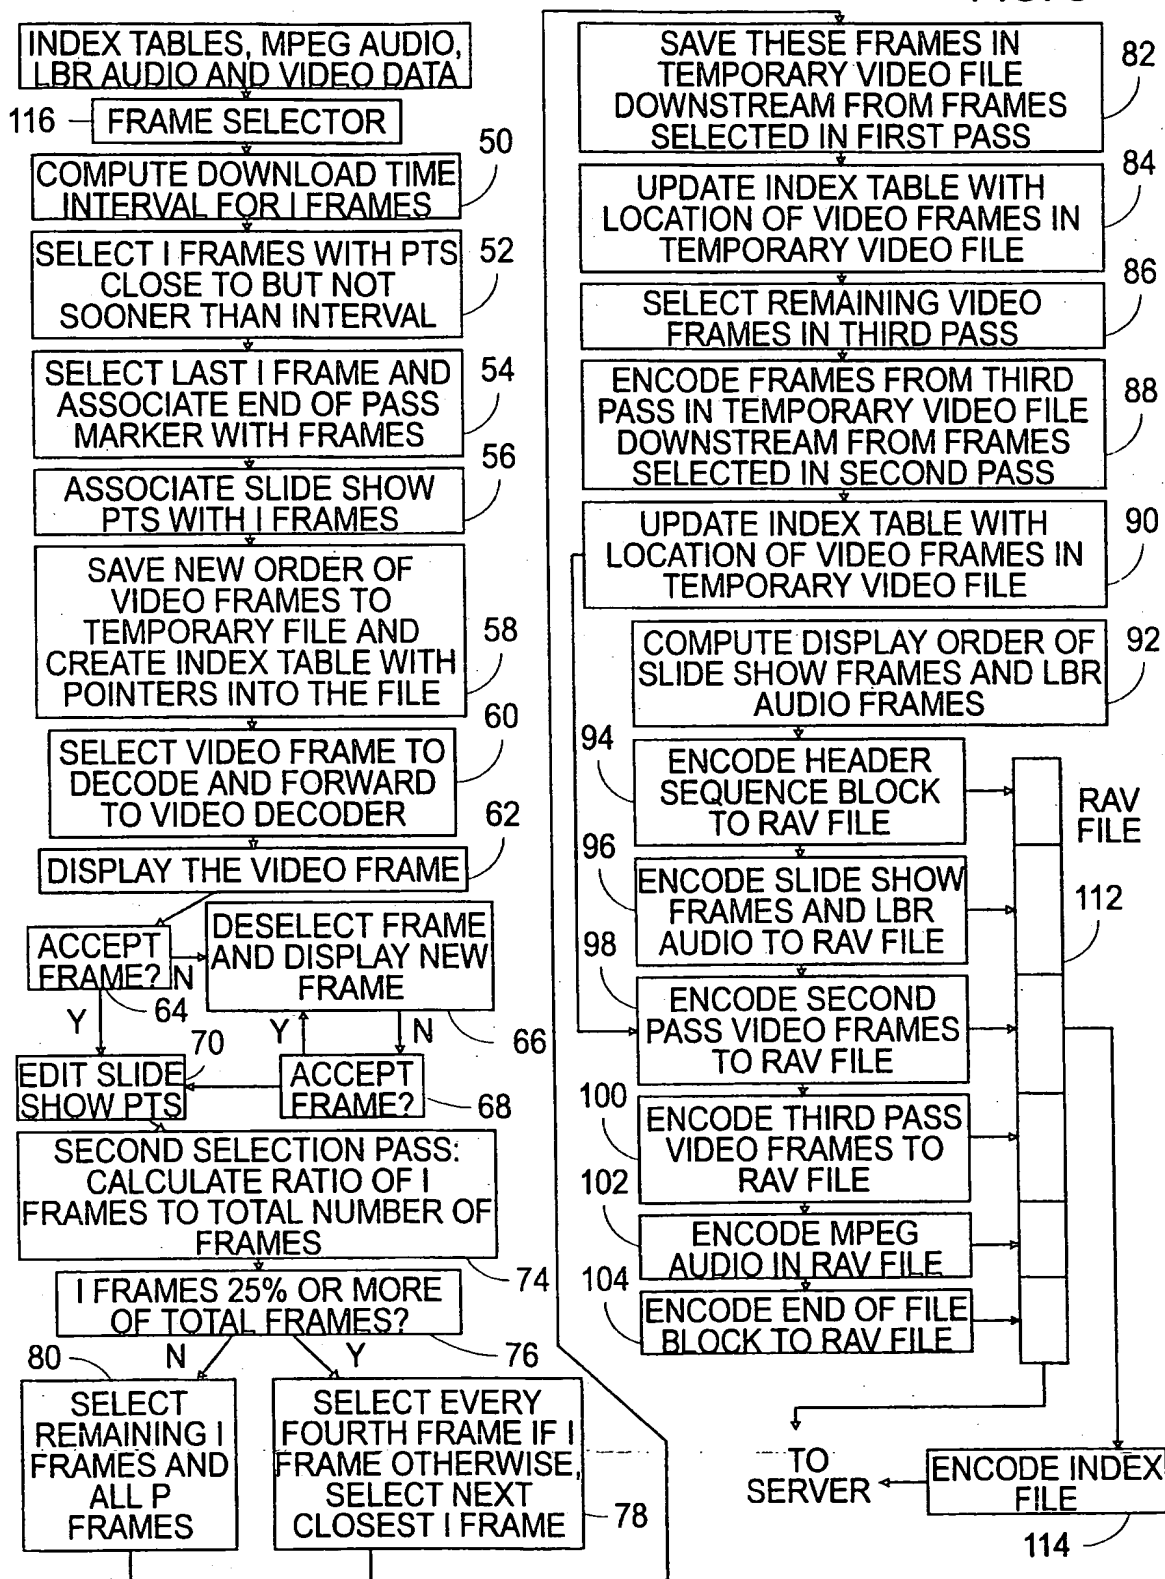 INDEX TABLES, MPEG AUDIO,
LBR AUDIO AND VIDEO DATA
116
FRAME SELECTOR
50
COMPUTE DOWNLOAD TIME
INTERVAL FOR I FRAMES
52
SELECT I FRAMES WITH PTS
CLOSE TO BUT NOT
SOONER THAN INTERVAL
54
SELECT LAST I FRAME AND
ASSOCIATE END OF PASS
MARKER WITH FRAMES
56
ASSOCIATE SLIDE SHOW
PTS WITH I FRAMES
SAVE NEW ORDER OF
VIDEO FRAMES TO
TEMPORARY FILE AND
CREATE INDEX TABLE WITH
POINTERS INTO THE FILE
58
60
SELECT VIDEO FRAME TO
DECODE AND FORWARD
TO VIDEO DECODER
62
DISPLAY THE VIDEO FRAME
ACCEPT
FRAME?
N
64
Y
DESELECT FRAME
AND DISPLAY NEW
FRAME
66
Y
N
70
EDIT SLIDE
SHOW PTS
ACCEPT
FRAME?
68
SECOND SELECTION PASS:
CALCULATE RATIO OF I
FRAMES TO TOTAL NUMBER OF
FRAMES
74
I FRAMES 25% OR MORE
OF TOTAL FRAMES?
76
80
N
Y
SELECT
REMAINING I
FRAMES AND
ALL P
FRAMES
SELECT EVERY
FOURTH FRAME IF I
FRAME OTHERWISE,
SELECT NEXT
CLOSEST I FRAME
78
SAVE THESE FRAMES IN
TEMPORARY VIDEO FILE
DOWNSTREAM FROM FRAMES
SELECTED IN FIRST PASS
82
UPDATE INDEX TABLE WITH
LOCATION OF VIDEO FRAMES IN
TEMPORARY VIDEO FILE
84
SELECT REMAINING VIDEO
FRAMES IN THIRD PASS
86
ENCODE FRAMES FROM THIRD
PASS IN TEMPORARY VIDEO FILE
DOWNSTREAM FROM FRAMES
SELECTED IN SECOND PASS
88
UPDATE INDEX TABLE WITH
LOCATION OF VIDEO FRAMES IN
TEMPORARY VIDEO FILE
90
COMPUTE DISPLAY ORDER OF
SLIDE SHOW FRAMES AND LBR
AUDIO FRAMES
92
94
ENCODE HEADER
SEQUENCE BLOCK
TO RAV FILE
RAV
FILE
96
ENCODE SLIDE SHOW
FRAMES AND LBR
AUDIO TO RAV FILE
112
98
ENCODE SECOND
PASS VIDEO FRAMES
TO RAV FILE
100
ENCODE THIRD PASS
VIDEO FRAMES TO
RAV FILE
102
ENCODE MPEG
AUDIO IN RAV FILE
104
ENCODE END OF FILE
BLOCK TO RAV FILE
TO
SERVER
ENCODE INDEX
FILE
114